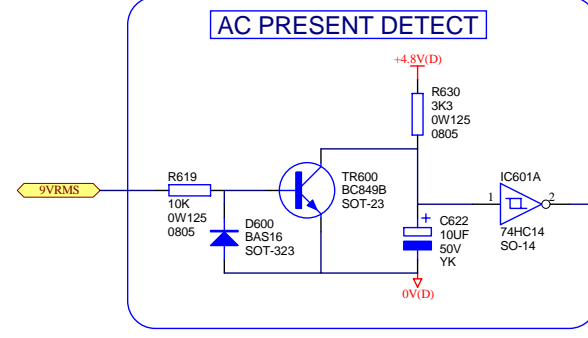 AC PRESENT DETECT
+4.8V(D)
R630
3K3
0W125
0805
9VRMS
R619
10K
0W125
0805
D600
BAS16
SOT-323
TR600
BC849B
SOT-23
+
C622
10UF
50V
YK
0V(D)
IC601A
1
2
74HC14
SO-14